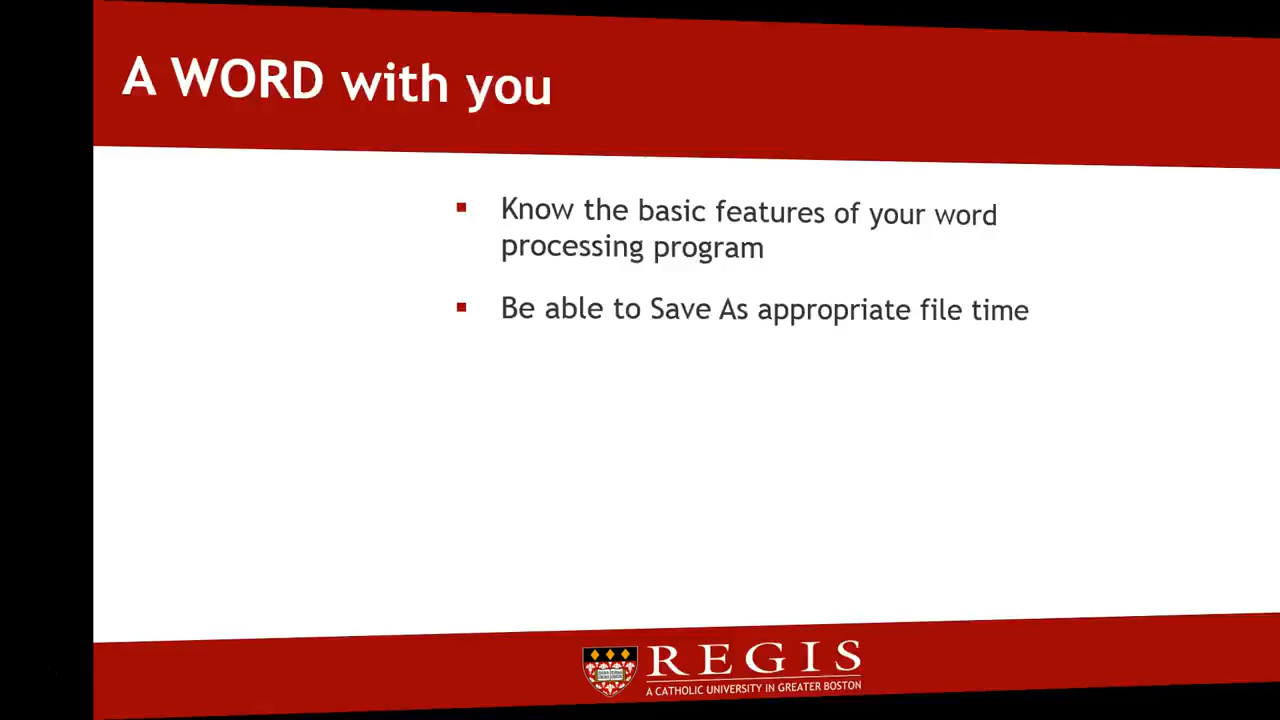 A WORD with you
Know the basic features of your word
processing program
Be able to Save As appropriate file time
REGIS
A CATHOLIC UNIVERSITY IN GREATER BOSTON